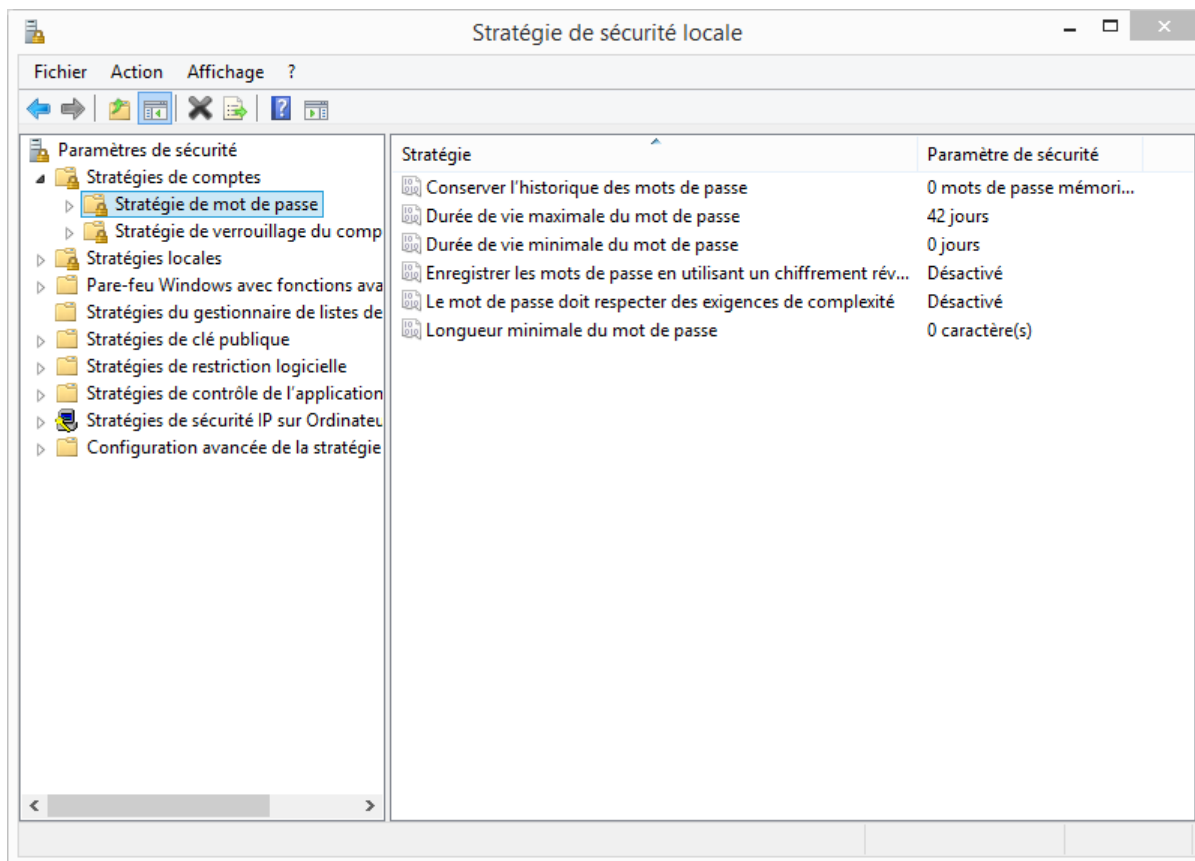 Stratégie de sécurité locale
Fichier Action Affichage ?
Paramètres de sécurité
Stratégies de comptes
Stratégie de mot de passe
Stratégie de verrouillage du comp
Stratégies locales
Pare-feu Windows avec fonctions ava
Stratégies du gestionnaire de listes de
Stratégies de clé publique
Stratégies de restriction logicielle
Stratégies de contrôle de l'application
Stratégies de sécurité IP sur Ordinateu
Configuration avancée de la stratégie
Stratégie Paramètre de sécurité
Conserver l'historique des mots de passe 0 mots de passe mémori...
Durée de vie maximale du mot de passe 42 jours
Durée de vie minimale du mot de passe 0 jours
Enregistrer les mots de passe en utilisant un chiffrement rév... Désactivé
Le mot de passe doit respecter des exigences de complexité Désactivé
Longueur minimale du mot de passe 0 caractère(s)